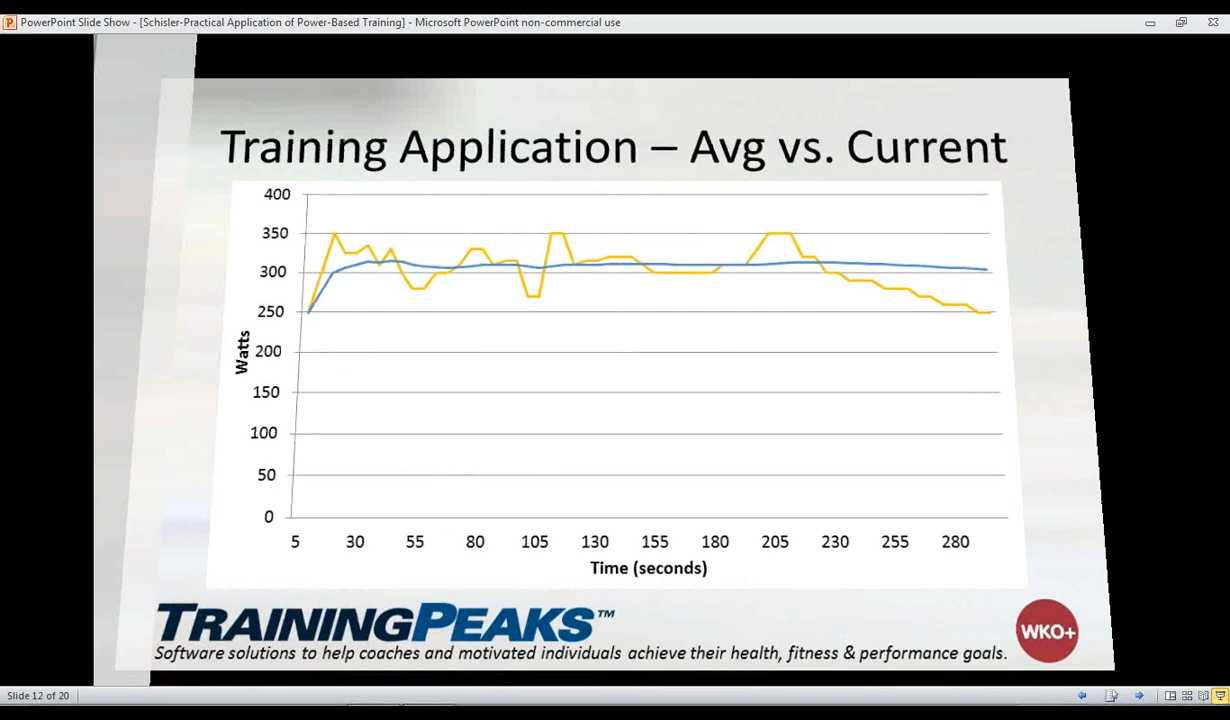 PowerPoint Slide Show - [Schisler-Practical Application of Power-Based Training] - Microsoft PowerPoint non-commercial use
Training Application – Avg vs. Current
400
350
300
250
200
150
100
50
0
Watts
5 30 55 80 105 130 155 180 205 230 255 280
Time (seconds)
TRAININGPEAKS™
WKO+
Software solutions to help coaches and motivated individuals achieve their health, fitness & performance goals.
Slide 12 of 20